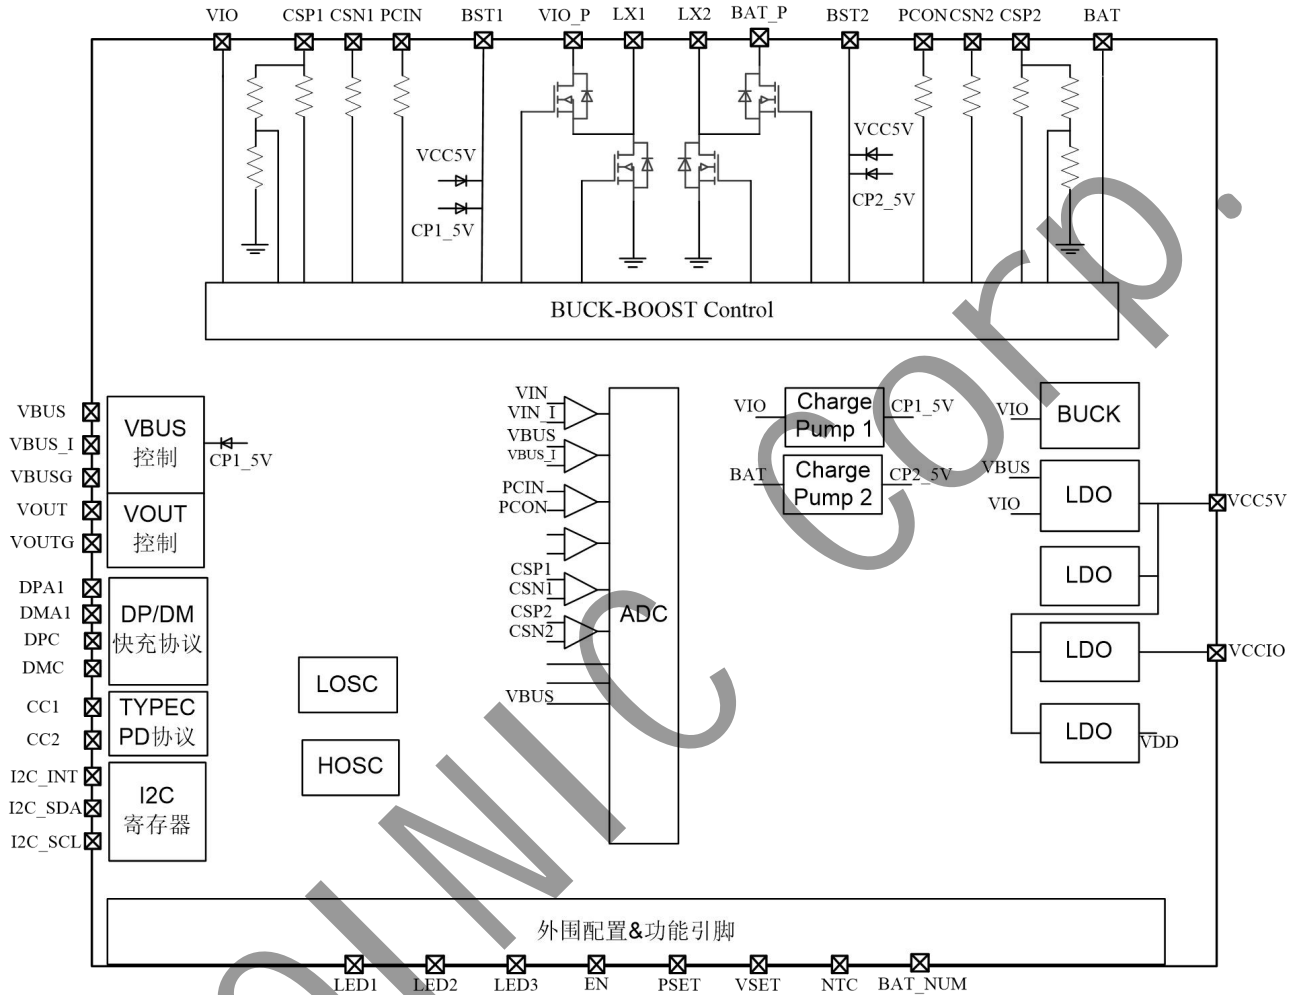 VIO CSP1 CSN1 PCIN BST1 VIO_P LX1 LX2 BAT_P BST2 PCON CSN2 CSP2 BAT
VCC5V
CP1_5V
VCC5V
CP2_5V
BUCK-BOOST Control
VBUS
VBUS_I
VBUSG
VOUT
VOUTG
VBUS
控制
CP1_5V
VOUT
控制
DPA1
DMA1
DPC
DMC
DP/DM
快充协议
CC1
CC2
TYPEC
PD协议
I2C_INT
I2C_SDA
I2C_SCL
I2C
寄存器
LOSC
HOSC
VIN
VIN_I
VBUS
VBUS_I
PCIN
PCON
CSP1
CSN1
CSP2
CSN2
VBUS
ADC
VIO
Charge
Pump 1
CP1_5V
BAT
Charge
Pump 2
CP2_5V
VIO
BUCK
VBUS
VIO
LDO
VCC5V
LDO
LDO
VCCIO
LDO
VDD
外围配置&功能引脚
LED1 LED2 LED3 EN PSET VSET NTC BAT_NUM
OINIC Corp.